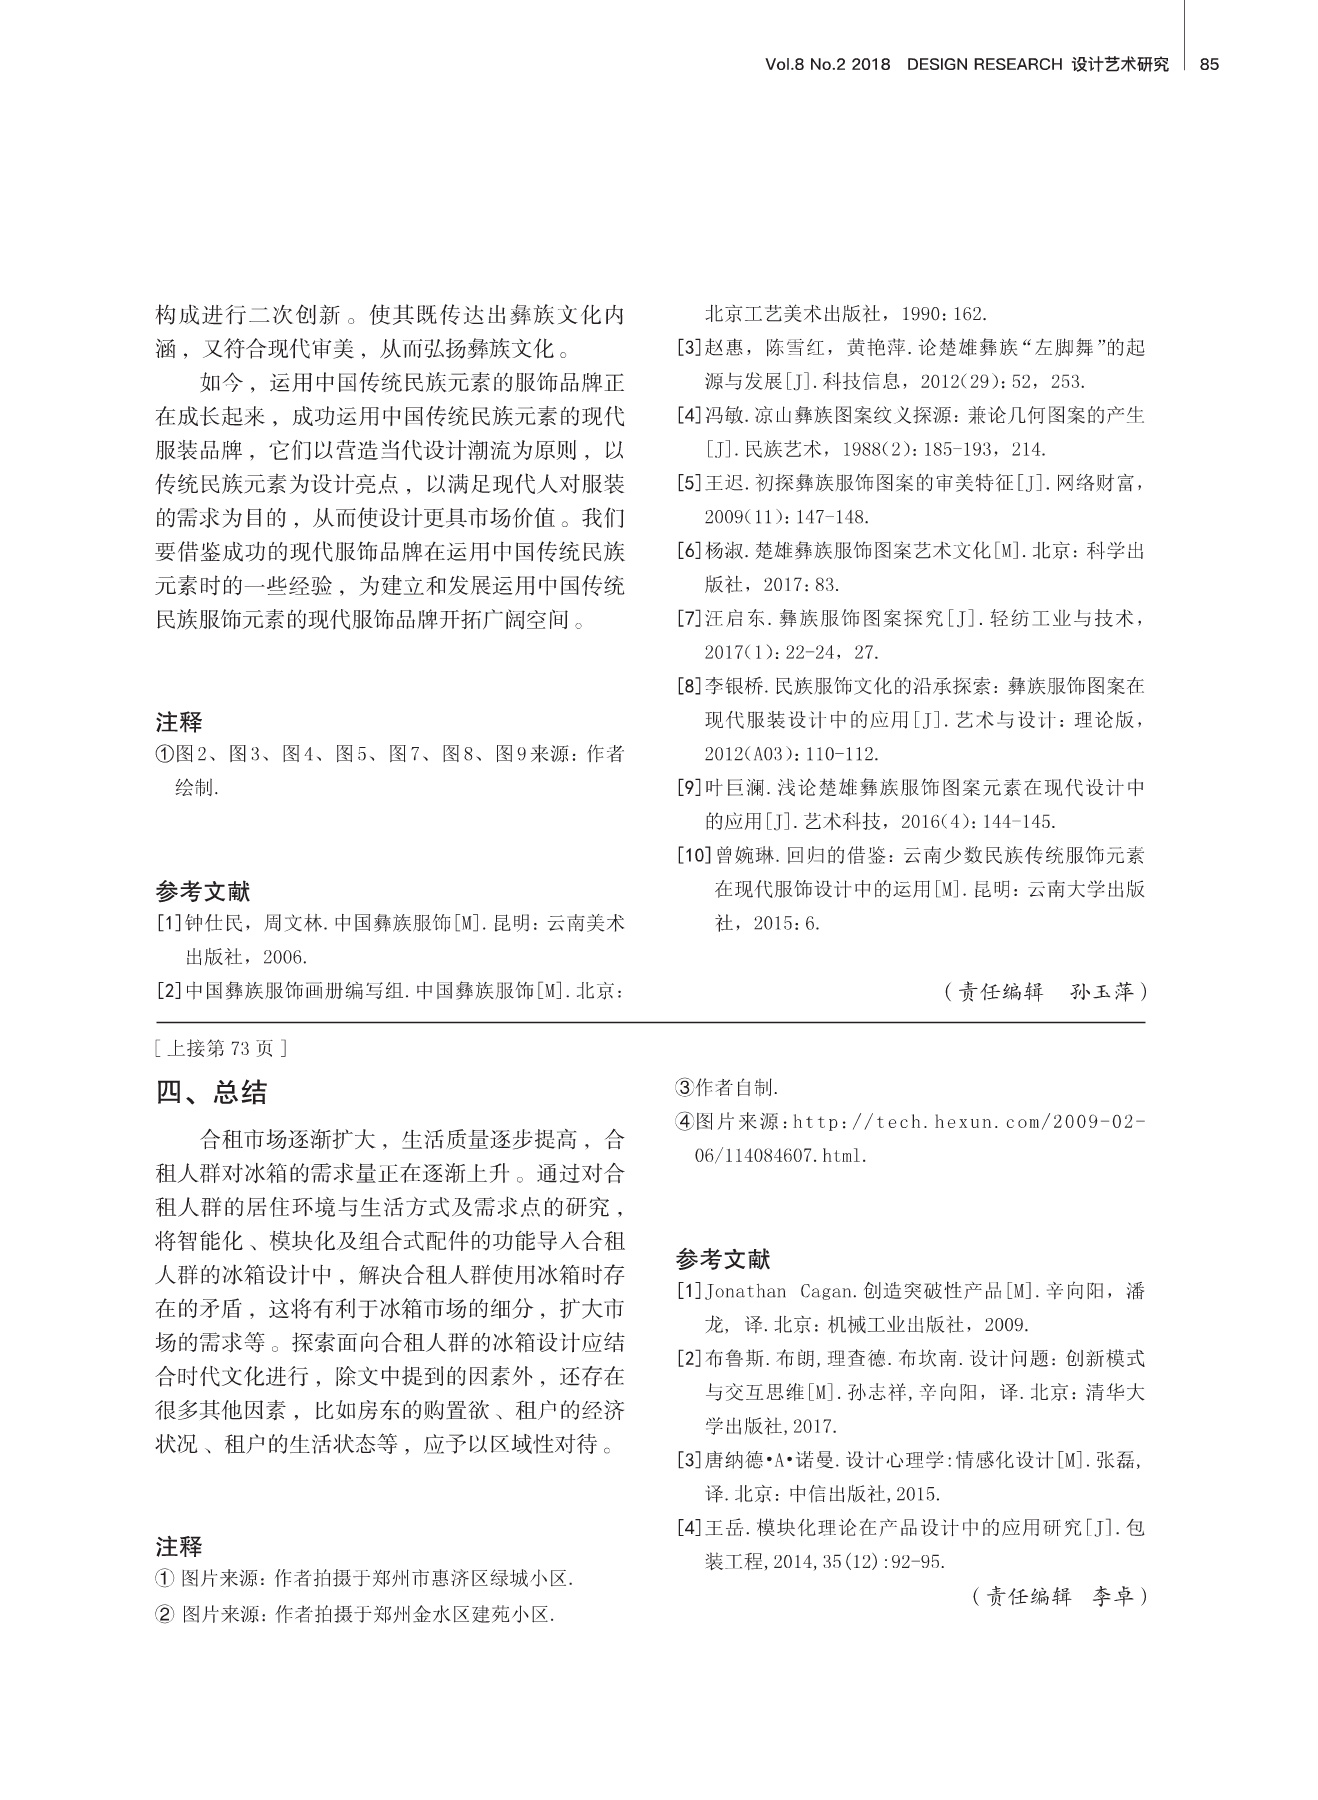 Vol.8 No.2 2018 DESIGN RESEARCH 设计艺术研究 85
构成进行二次创新。使其既传达出彝族文化内
涵，又符合现代审美，从而弘扬彝族文化。
如今，运用中国传统民族元素的服饰品牌正
在成长起来，成功运用中国传统民族元素的现代
服装品牌，它们以营造当代设计潮流为原则，以
传统民族元素为设计亮点，以满足现代人对服装
的需求为目的，从而使设计更具市场价值。我们
要借鉴成功的现代服饰品牌在运用中国传统民族
元素时的一些经验，为建立和发展运用中国传统
民族服饰元素的现代服饰品牌开拓广阔空间。
注释
①图2、图3、图4、图5、图7、图8、图9来源：作者
绘制.
参考文献
[1]钟仕民，周文林.中国彝族服饰[M].昆明：云南美术
出版社，2006.
[2]中国彝族服饰画册编写组.中国彝族服饰[M].北京：
北京工艺美术出版社，1990：162.
[3]赵惠，陈雪红，黄艳萍.论楚雄彝族“左脚舞”的起
源与发展[J].科技信息，2012(29)：52，253.
[4]冯敏.凉山彝族图案纹义探源：兼论几何图案的产生
[J].民族艺术，1988(2)：185-193，214.
[5]王迟.初探彝族服饰图案的审美特征[J].网络财富，
2009(11)：147-148.
[6]杨淑.楚雄彝族服饰图案艺术文化[M].北京：科学出
版社，2017：83.
[7]汪启东.彝族服饰图案探究[J].轻纺工业与技术，
2017(1)：22-24，27.
[8]李银桥.民族服饰文化的沿承探索：彝族服饰图案在
现代服装设计中的应用[J].艺术与设计：理论版，
2012(A03)：110-112.
[9]叶巨澜.浅论楚雄彝族服饰图案元素在现代设计中
的应用[J].艺术科技，2016(4)：144-145.
[10]曾婉琳.回归的借鉴：云南少数民族传统服饰元素
在现代服饰设计中的运用[M].昆明：云南大学出版
社，2015：6.
（责任编辑 孙玉萍）
[上接第 73 页]
四、总结
合租市场逐渐扩大，生活质量逐步提高，合
租人群对冰箱的需求量正在逐渐上升。通过对合
租人群的居住环境与生活方式及需求点的研究，
将智能化、模块化及组合式配件的功能导入合租
人群的冰箱设计中，解决合租人群使用冰箱时存
在的矛盾，这将有利于冰箱市场的细分，扩大市
场的需求等。探索面向合租人群的冰箱设计应结
合时代文化进行，除文中提到的因素外，还存在
很多其他因素，比如房东的购置欲、租户的经济
状况、租户的生活状态等，应予以区域性对待。
注释
① 图片来源：作者拍摄于郑州市惠济区绿城小区.
② 图片来源：作者拍摄于郑州金水区建苑小区.
③作者自制.
④图片来源:http://tech.hexun.com/2009-02-
06/114084607.html.
参考文献
[1]Jonathan Cagan.创造突破性产品[M].辛向阳，潘
龙，译.北京：机械工业出版社，2009.
[2]布鲁斯.布朗,理查德.布坎南.设计问题：创新模式
与交互思维[M].孙志祥,辛向阳，译.北京：清华大
学出版社,2017.
[3]唐纳德•A•诺曼.设计心理学:情感化设计[M].张磊,
译.北京：中信出版社,2015.
[4]王岳.模块化理论在产品设计中的应用研究[J].包
装工程,2014,35(12):92-95.
（责任编辑 李卓）